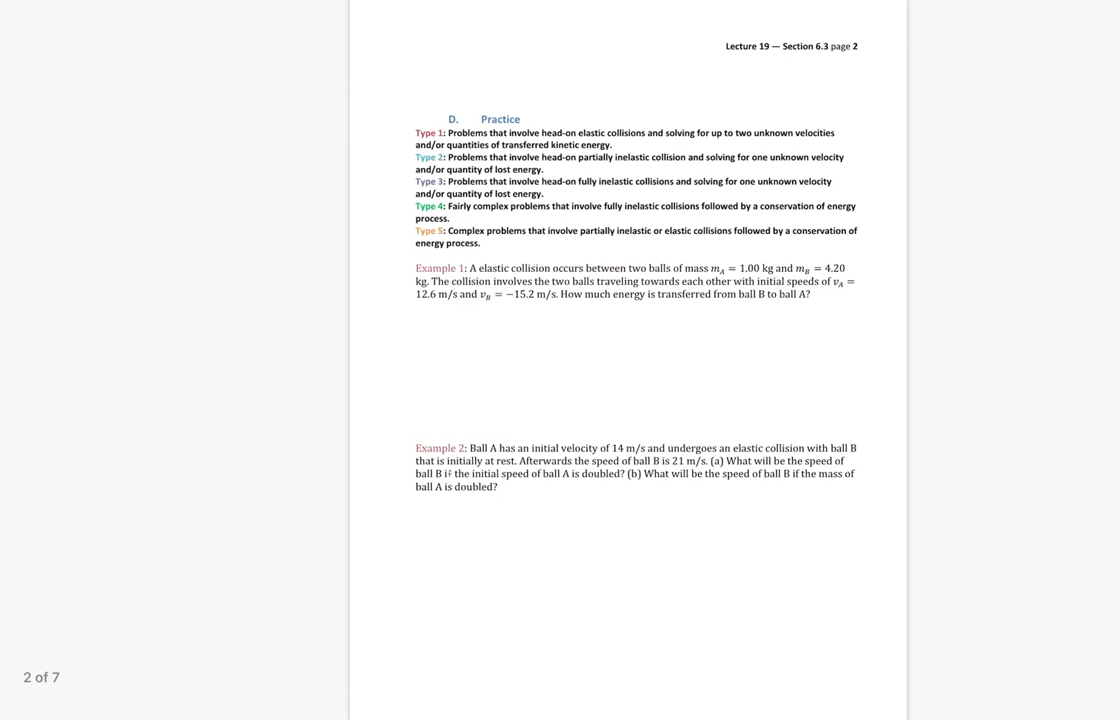 Lecture 19 — Section 6.3 page 2
D. Practice
Type 1: Problems that involve head-on elastic collisions and solving for up to two unknown velocities
and/or quantities of transferred kinetic energy.
Type 2: Problems that involve head-on partially inelastic collision and solving for one unknown velocity
and/or quantity of lost energy.
Type 3: Problems that involve head-on fully inelastic collisions and solving for one unknown velocity
and/or quantity of lost energy.
Type 4: Fairly complex problems that involve fully inelastic collisions followed by a conservation of energy
process.
Type 5: Complex problems that involve partially inelastic or elastic collisions followed by a conservation of
energy process.
Example 1: A elastic collision occurs between two balls of mass m_A = 1.00 kg and m_B = 4.20
kg. The collision involves the two balls traveling towards each other with initial speeds of v_A =
12.6 m/s and v_B = −15.2 m/s. How much energy is transferred from ball B to ball A?
Example 2: Ball A has an initial velocity of 14 m/s and undergoes an elastic collision with ball B
that is initially at rest. Afterwards the speed of ball B is 21 m/s. (a) What will be the speed of
ball B if the initial speed of ball A is doubled? (b) What will be the speed of ball B if the mass of
ball A is doubled?
2 of 7